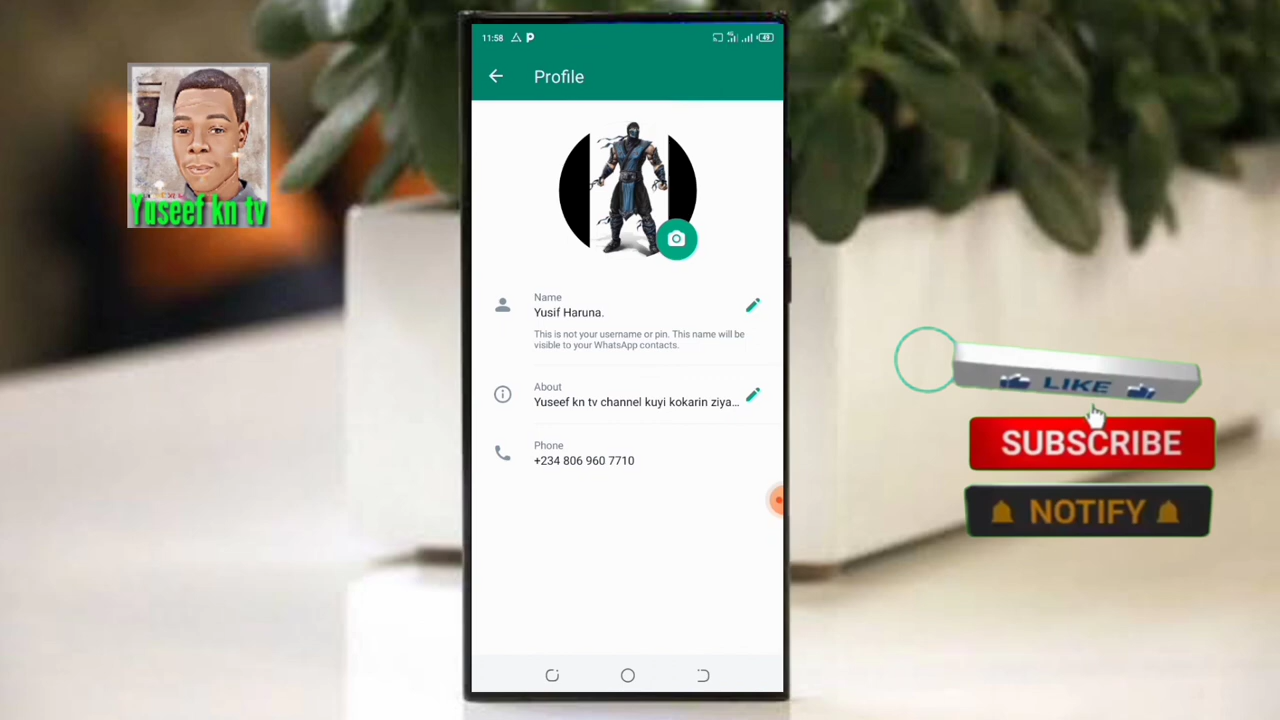 11:58
49
Profile
Yuseef kn tv
Name
Yusif Haruna.
This is not your username or pin. This name will be
visible to your WhatsApp contacts.
About
Yuseef kn tv channel kuyi kokarin ziya...
Phone
+234 806 960 7710
LIKE
SUBSCRIBE
NOTIFY